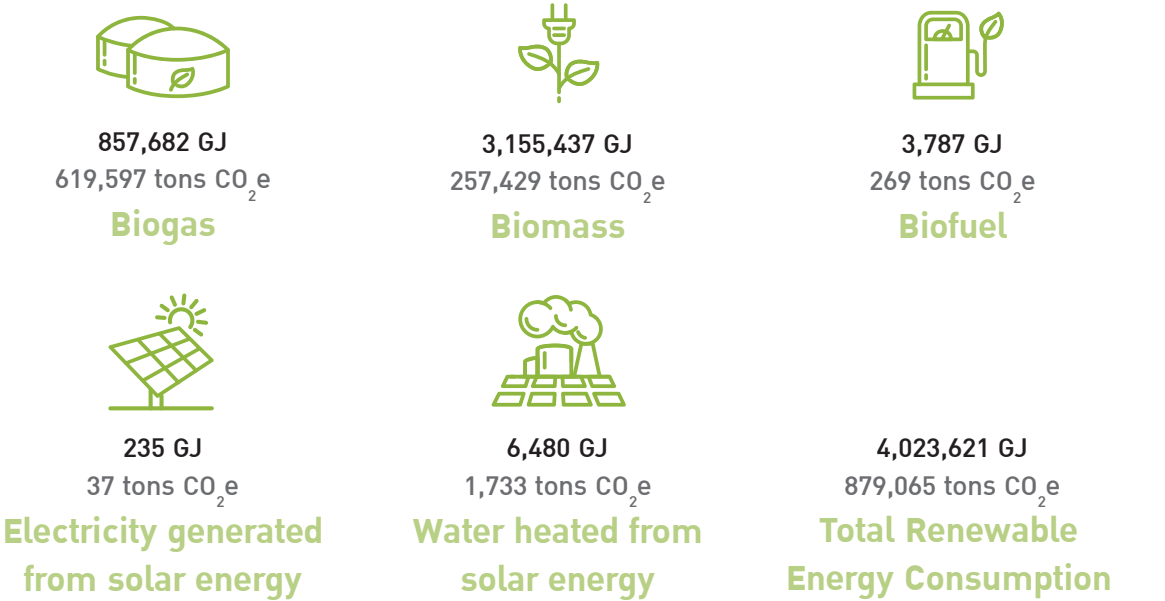 857,682 GJ
619,597 tons CO₂e
Biogas
3,155,437 GJ
257,429 tons CO₂e
Biomass
3,787 GJ
269 tons CO₂e
Biofuel
235 GJ
37 tons CO₂e
Electricity generated
from solar energy
6,480 GJ
1,733 tons CO₂e
Water heated from
solar energy
4,023,621 GJ
879,065 tons CO₂e
Total Renewable
Energy Consumption